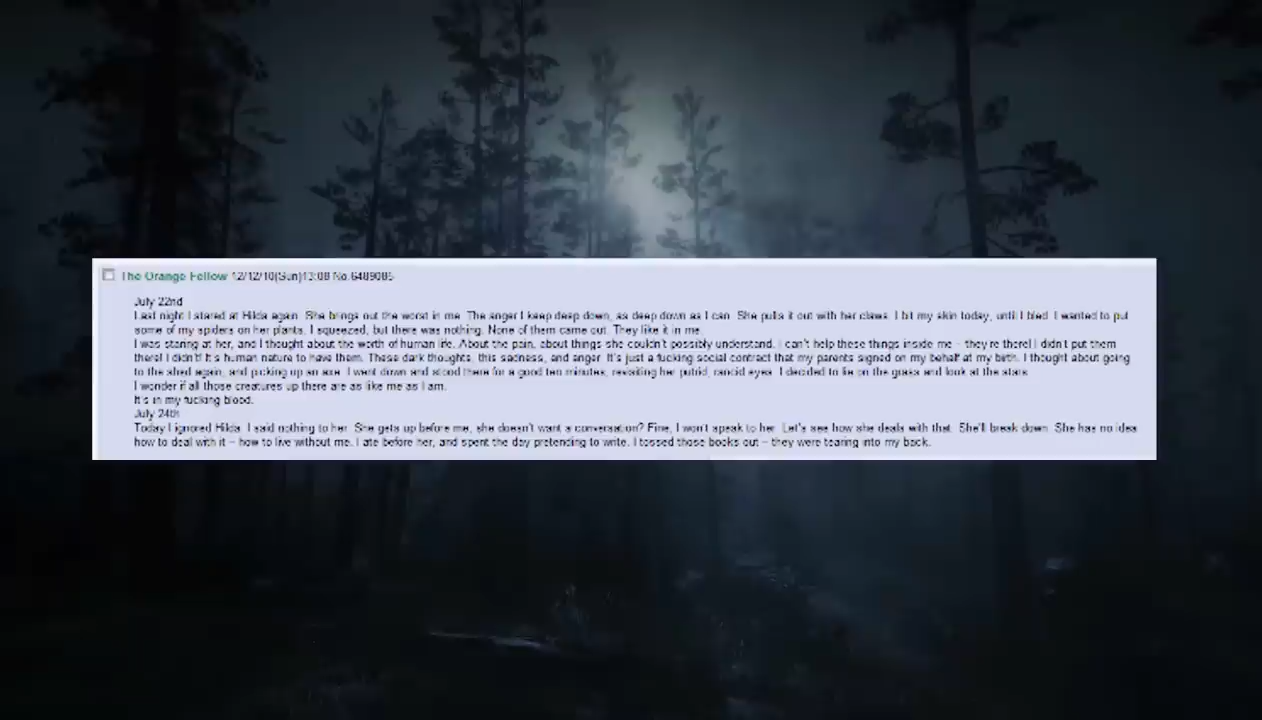 The Orange Fellow 12/12/10(Sun)13:08 No.6489085
July 22nd
Last night I stared at Hilda again. She brings out the worst in me. The anger I keep deep down, as deep down as I can. She pulls it out with her claws. I bit my skin today, until I bled. I wanted to put
some of my spiders on her plants. I squeezed, but there was nothing. None of them came out. They like it in me.
I was staring at her, and I thought about the worth of human life. About the pain, about things she couldn't possibly understand. I can't help these things inside me – they're there! I didn't put them
there! I didn't! It's human nature to have them. These dark thoughts, this sadness, and anger. It's just a fucking social contract that my parents signed on my behalf at my birth. I thought about going
to the shed again, and picking up an axe. I went down and stood there for a good ten minutes, revisiting her putrid, rancid eyes. I decided to lie on the grass and look at the stars.
I wonder if all those creatures up there are as like me as I am.
It's in my fucking blood.
July 24th
Today I ignored Hilda. I said nothing to her. She gets up before me, she doesn't want a conversation? Fine, I won't speak to her. Let's see how she deals with that. She'll break down. She has no idea
how to deal with it – how to live without me. I ate before her, and spent the day pretending to write. I tossed those books out – they were tearing into my back.